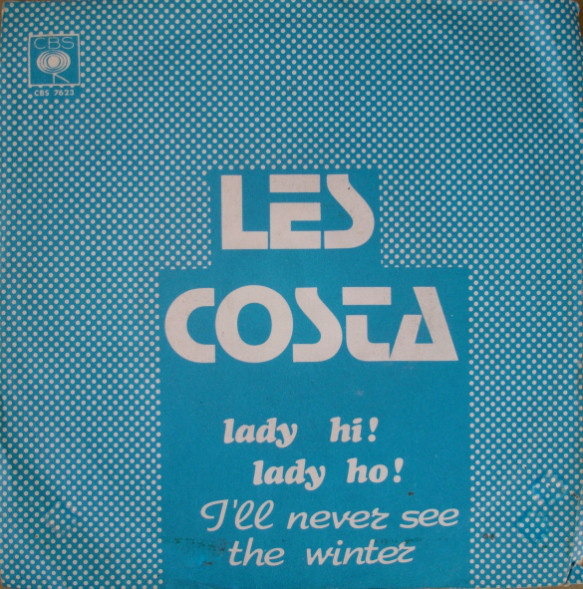 CBS
CBS 7623
LES
COSTA
lady hi!
lady ho!
I'll never see
the winter